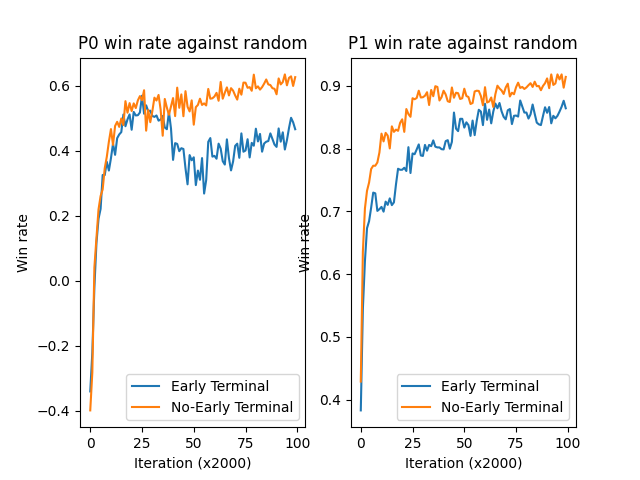 P0 win rate against random
P1 win rate against random
Win rate
0.6
0.4
0.2
0.0
−0.2
−0.4
Early Terminal
No-Early Terminal
0
25
50
75
100
Iteration (x2000)
Win rate
0.9
0.8
0.7
0.6
0.5
0.4
Early Terminal
No-Early Terminal
0
25
50
75
100
Iteration (x2000)